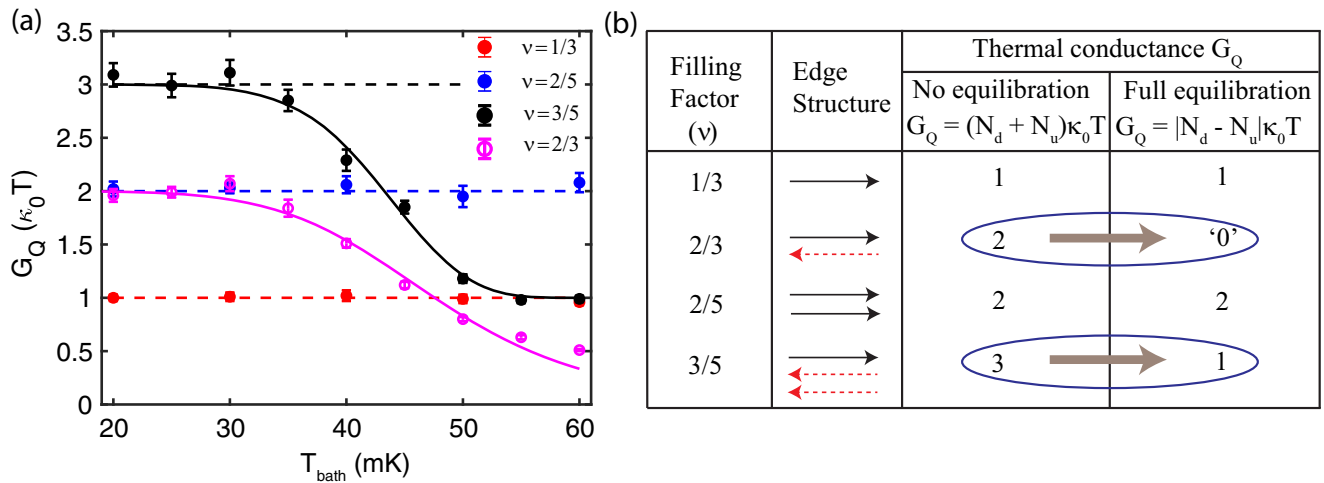 (a)
3.5
3
2.5
2
1.5
1
0.5
0
20
30
40
50
60
G_Q (κ₀T)
T_bath (mK)
ν=1/3
ν=2/5
ν=3/5
ν=2/3
(b)
Filling Factor (ν)
Edge Structure
Thermal conductance G_Q
No equilibration
G_Q = (N_d + N_u)κ₀T
Full equilibration
G_Q = |N_d - N_u|κ₀T
1/3
1
1
2/3
2
‘0’
2/5
2
2
3/5
3
1